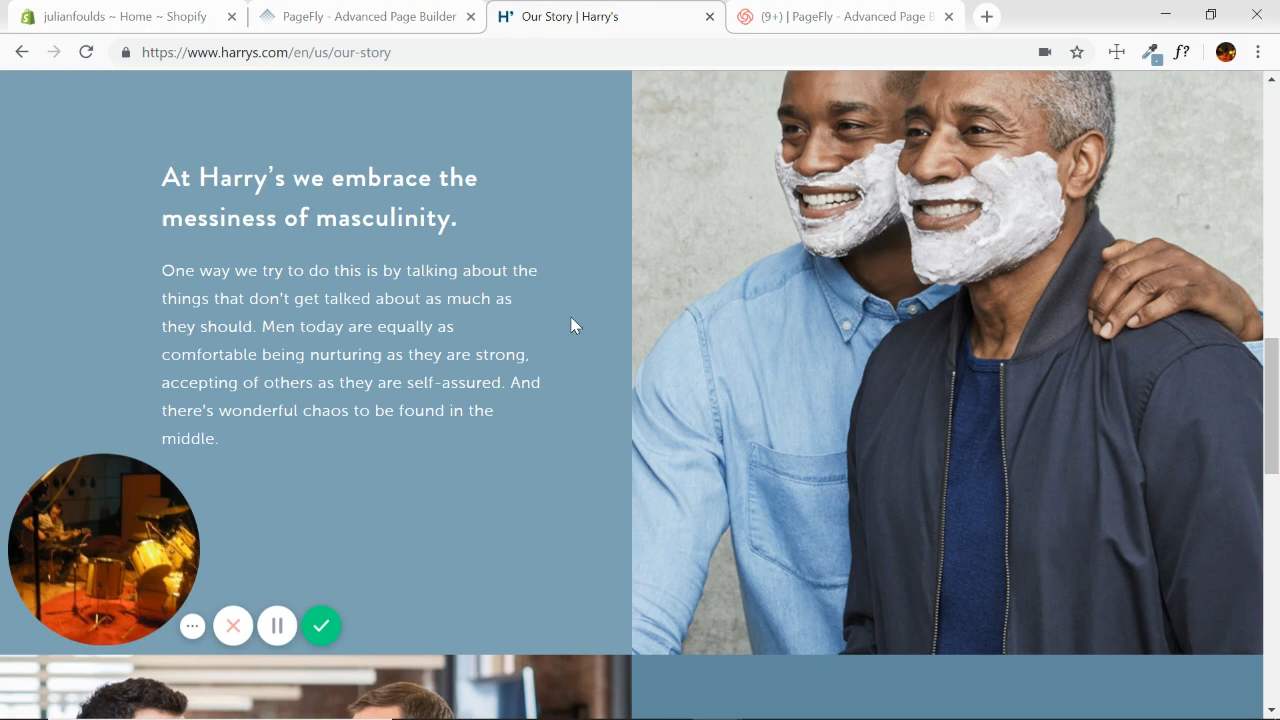 julianfoulds ~ Home ~ Shopify
PageFly - Advanced Page Builder
H' Our Story | Harry's
(9+) | PageFly - Advanced Page B
https://www.harrys.com/en/us/our-story
f?
At Harry’s we embrace the
messiness of masculinity.
One way we try to do this is by talking about the
things that don't get talked about as much as
they should. Men today are equally as
comfortable being nurturing as they are strong,
accepting of others as they are self-assured. And
there's wonderful chaos to be found in the
middle.